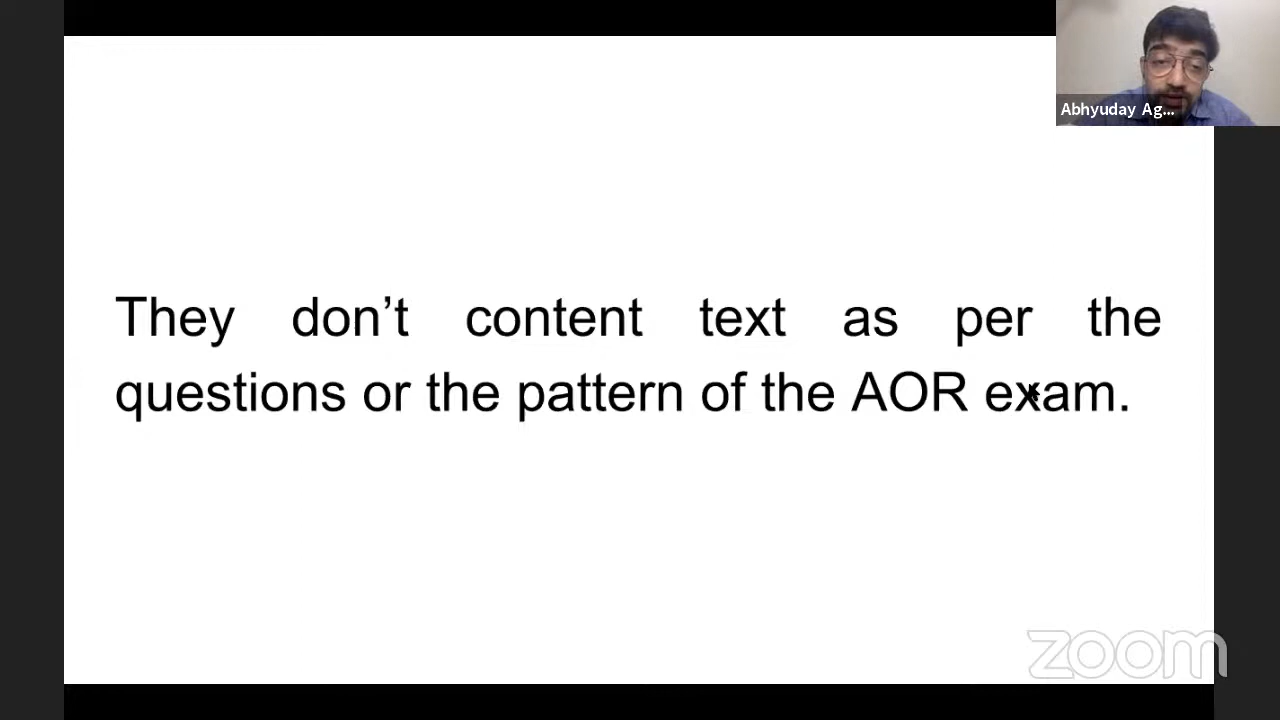 Abhyuday Ag...
They don't content text as per the
questions or the pattern of the AOR exam.
zoom